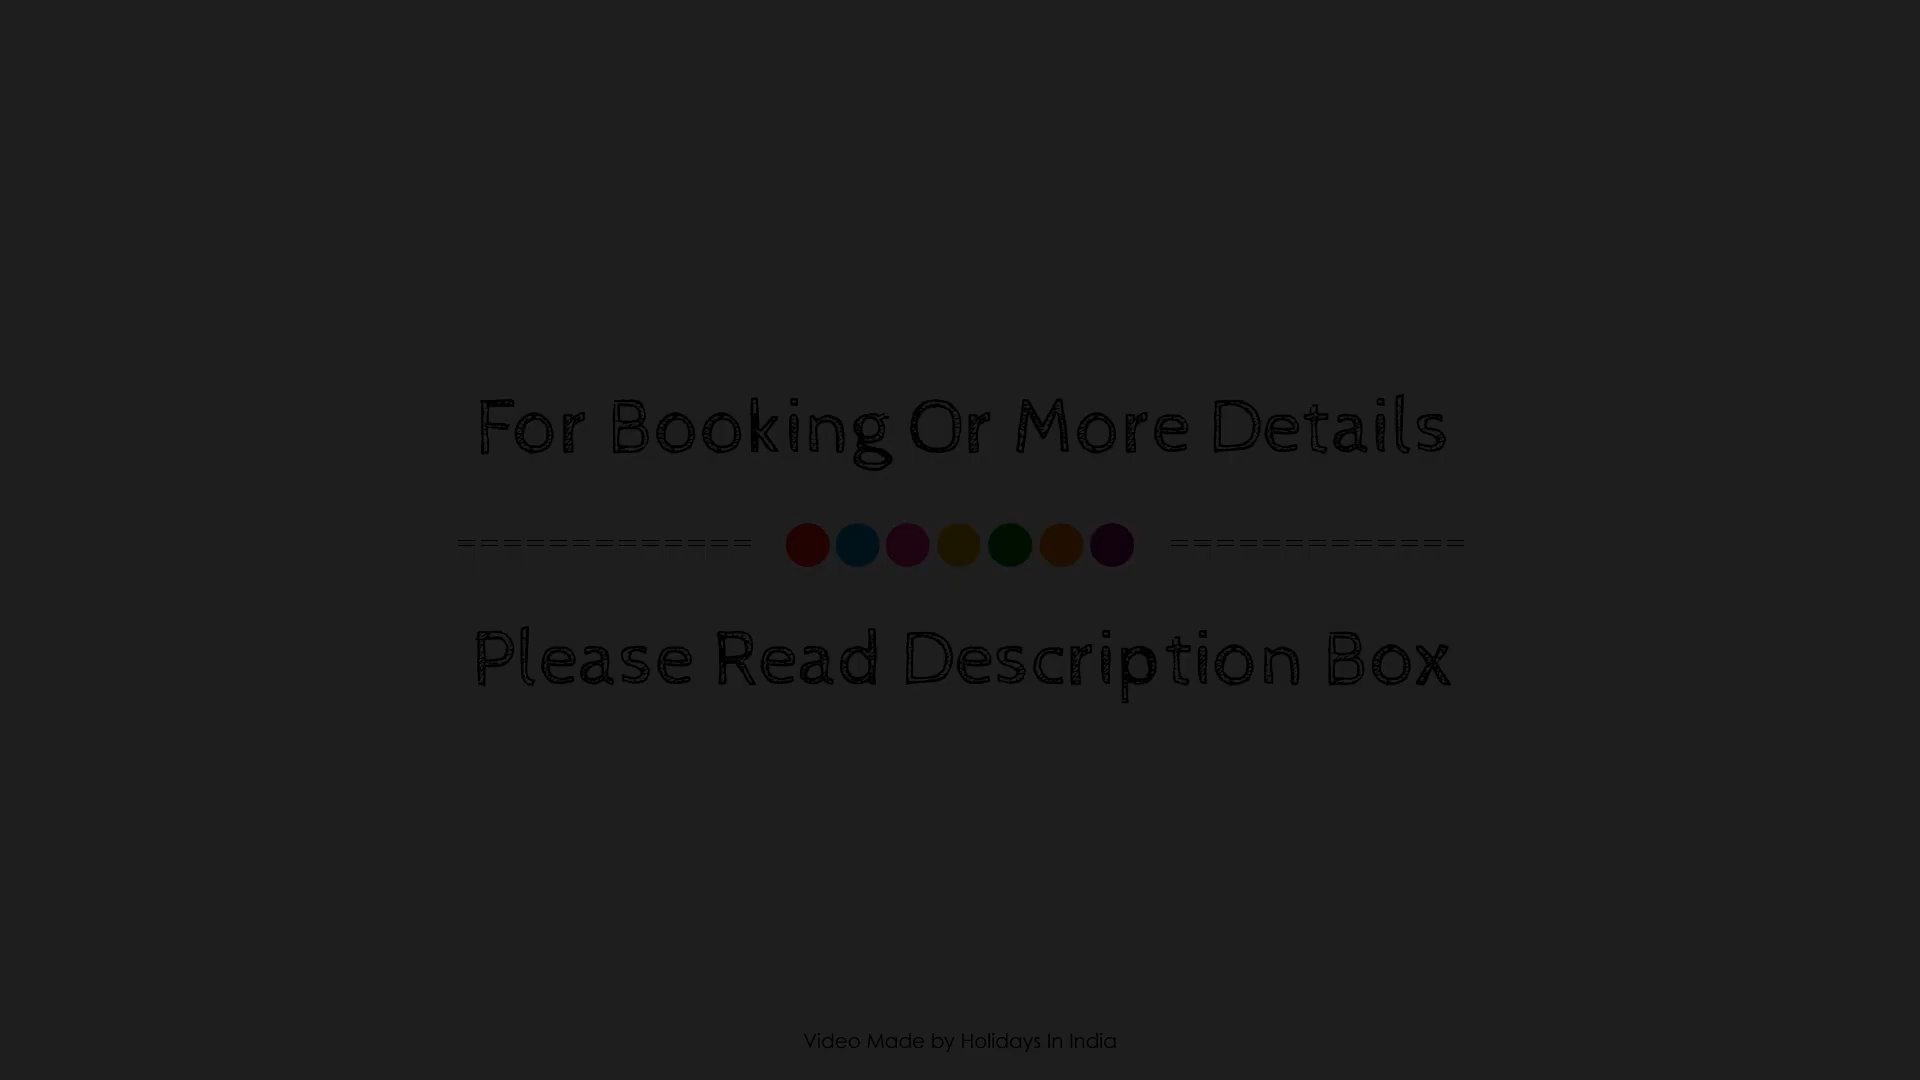 For Booking Or More Details
============= =============
Please Read Description Box
Video Made by Holidays In India